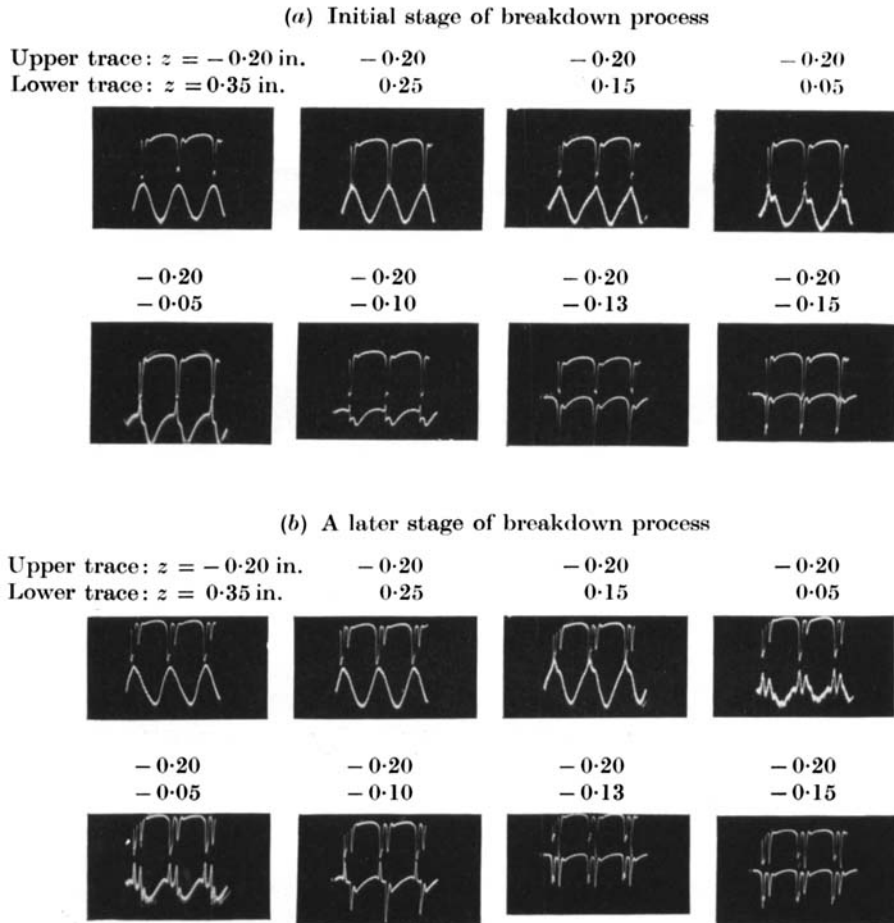 (a) Initial stage of breakdown process
Upper trace: z = −0·20 in. −0·20 −0·20 −0·20
Lower trace: z = 0·35 in. 0·25 0·15 0·05
−0·20 −0·20 −0·20 −0·20
−0·05 −0·10 −0·13 −0·15
(b) A later stage of breakdown process
Upper trace: z = −0·20 in. −0·20 −0·20 −0·20
Lower trace: z = 0·35 in. 0·25 0·15 0·05
−0·20 −0·20 −0·20 −0·20
−0·05 −0·10 −0·13 −0·15